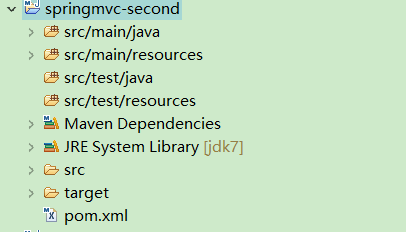 springmvc-second
src/main/java
src/main/resources
src/test/java
src/test/resources
Maven Dependencies
JRE System Library [jdk7]
src
target
pom.xml